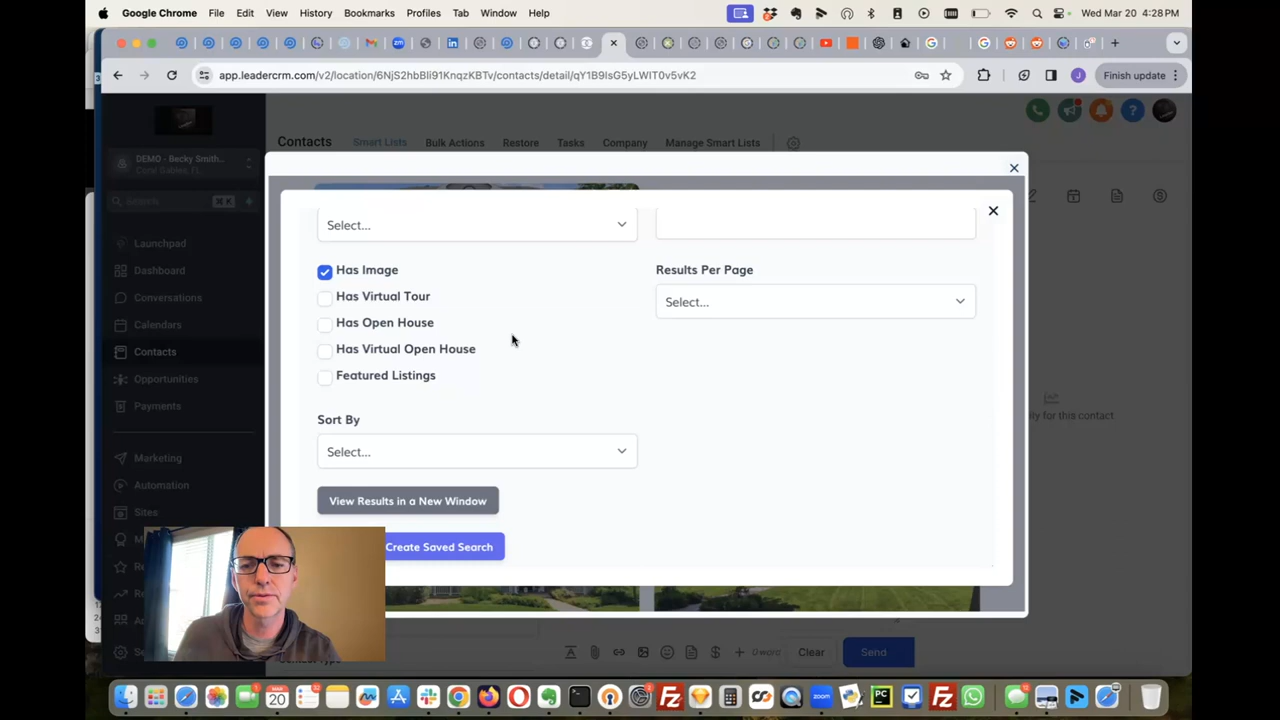 Google Chrome File Edit View History Bookmarks Profiles Tab Window Help Wed Mar 20 4:28 PM
app.leadercrm.com/v2/location/6NjS2hbBli91KnqzKBTv/contacts/detail/qY1B9IsG5yLWIT0v5vK2 J Finish update
Contacts Smart Lists Bulk Actions Restore Tasks Company Manage Smart Lists
DEMO - Becky Smith...
Coral Gables, FL
Search ⌘ K
Launchpad
Dashboard
Conversations
Calendars
Contacts
Opportunities
Payments
Marketing
Automation
Sites
Select...
Has Image
Results Per Page
Has Virtual Tour
Select...
Has Open House
Has Virtual Open House
Featured Listings
Sort By
Select...
View Results in a New Window
Create Saved Search
for this contact
0 word Clear Send